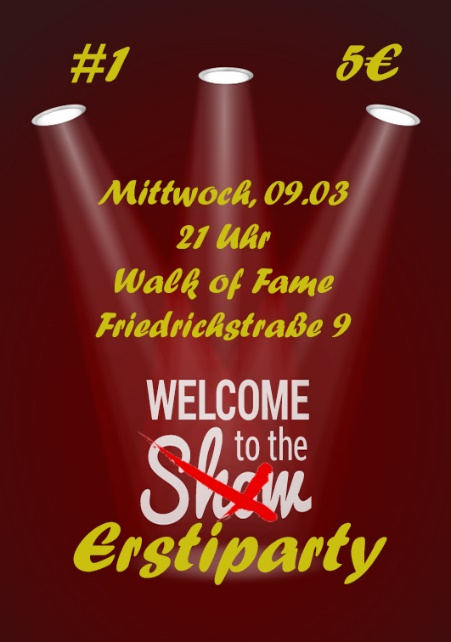 #1 5€
Mittwoch, 09.03
21 Uhr
Walk of Fame
Friedrichstraße 9
WELCOME
to the
Show
Erstiparty